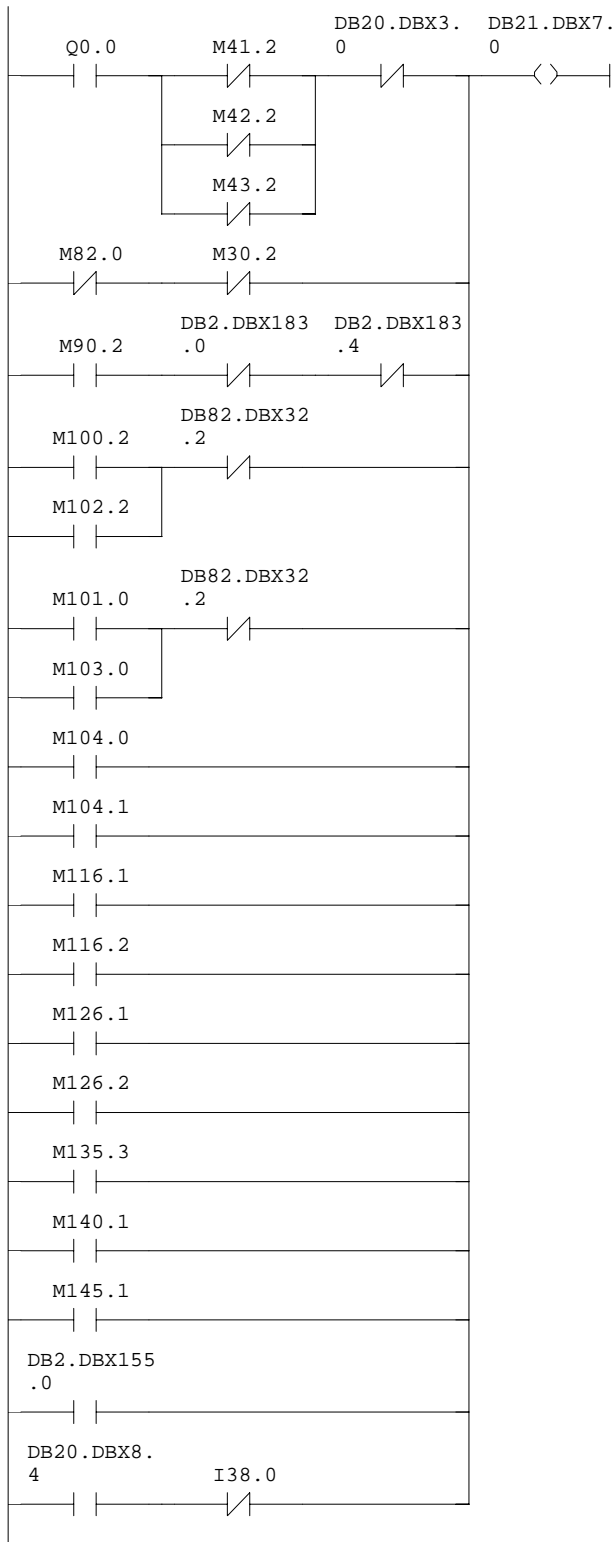 DB20.DBX3. DB21.DBX7.
Q0.0 M41.2 0 0
M42.2
M43.2
M82.0 M30.2
DB2.DBX183 DB2.DBX183
M90.2 .0 .4
DB82.DBX32
M100.2 .2
M102.2
DB82.DBX32
M101.0 .2
M103.0
M104.0
M104.1
M116.1
M116.2
M126.1
M126.2
M135.3
M140.1
M145.1
DB2.DBX155
.0
DB20.DBX8.
4 I38.0